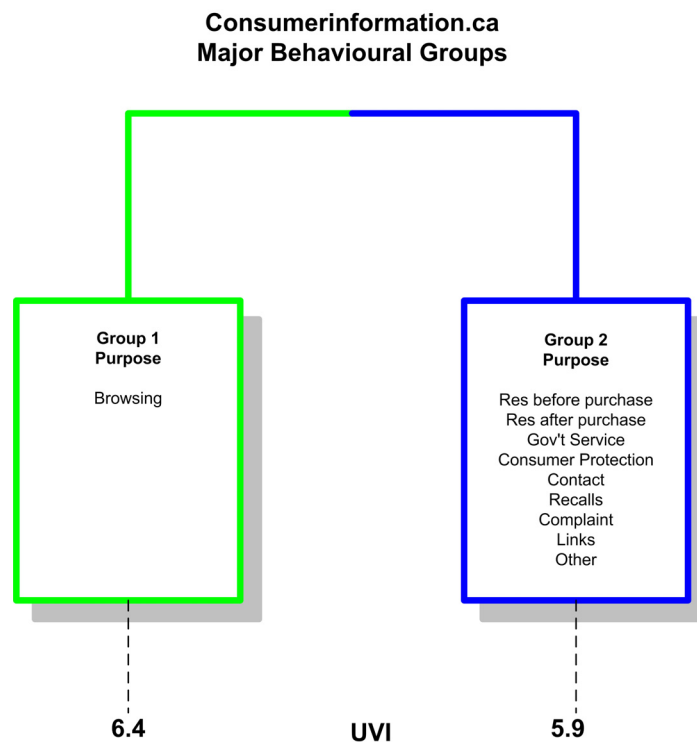 Consumerinformation.ca
Major Behavioural Groups
Group 1
Purpose
Browsing
Group 2
Purpose
Res before purchase
Res after purchase
Gov't Service
Consumer Protection
Contact
Recalls
Complaint
Links
Other
6.4
UVI
5.9